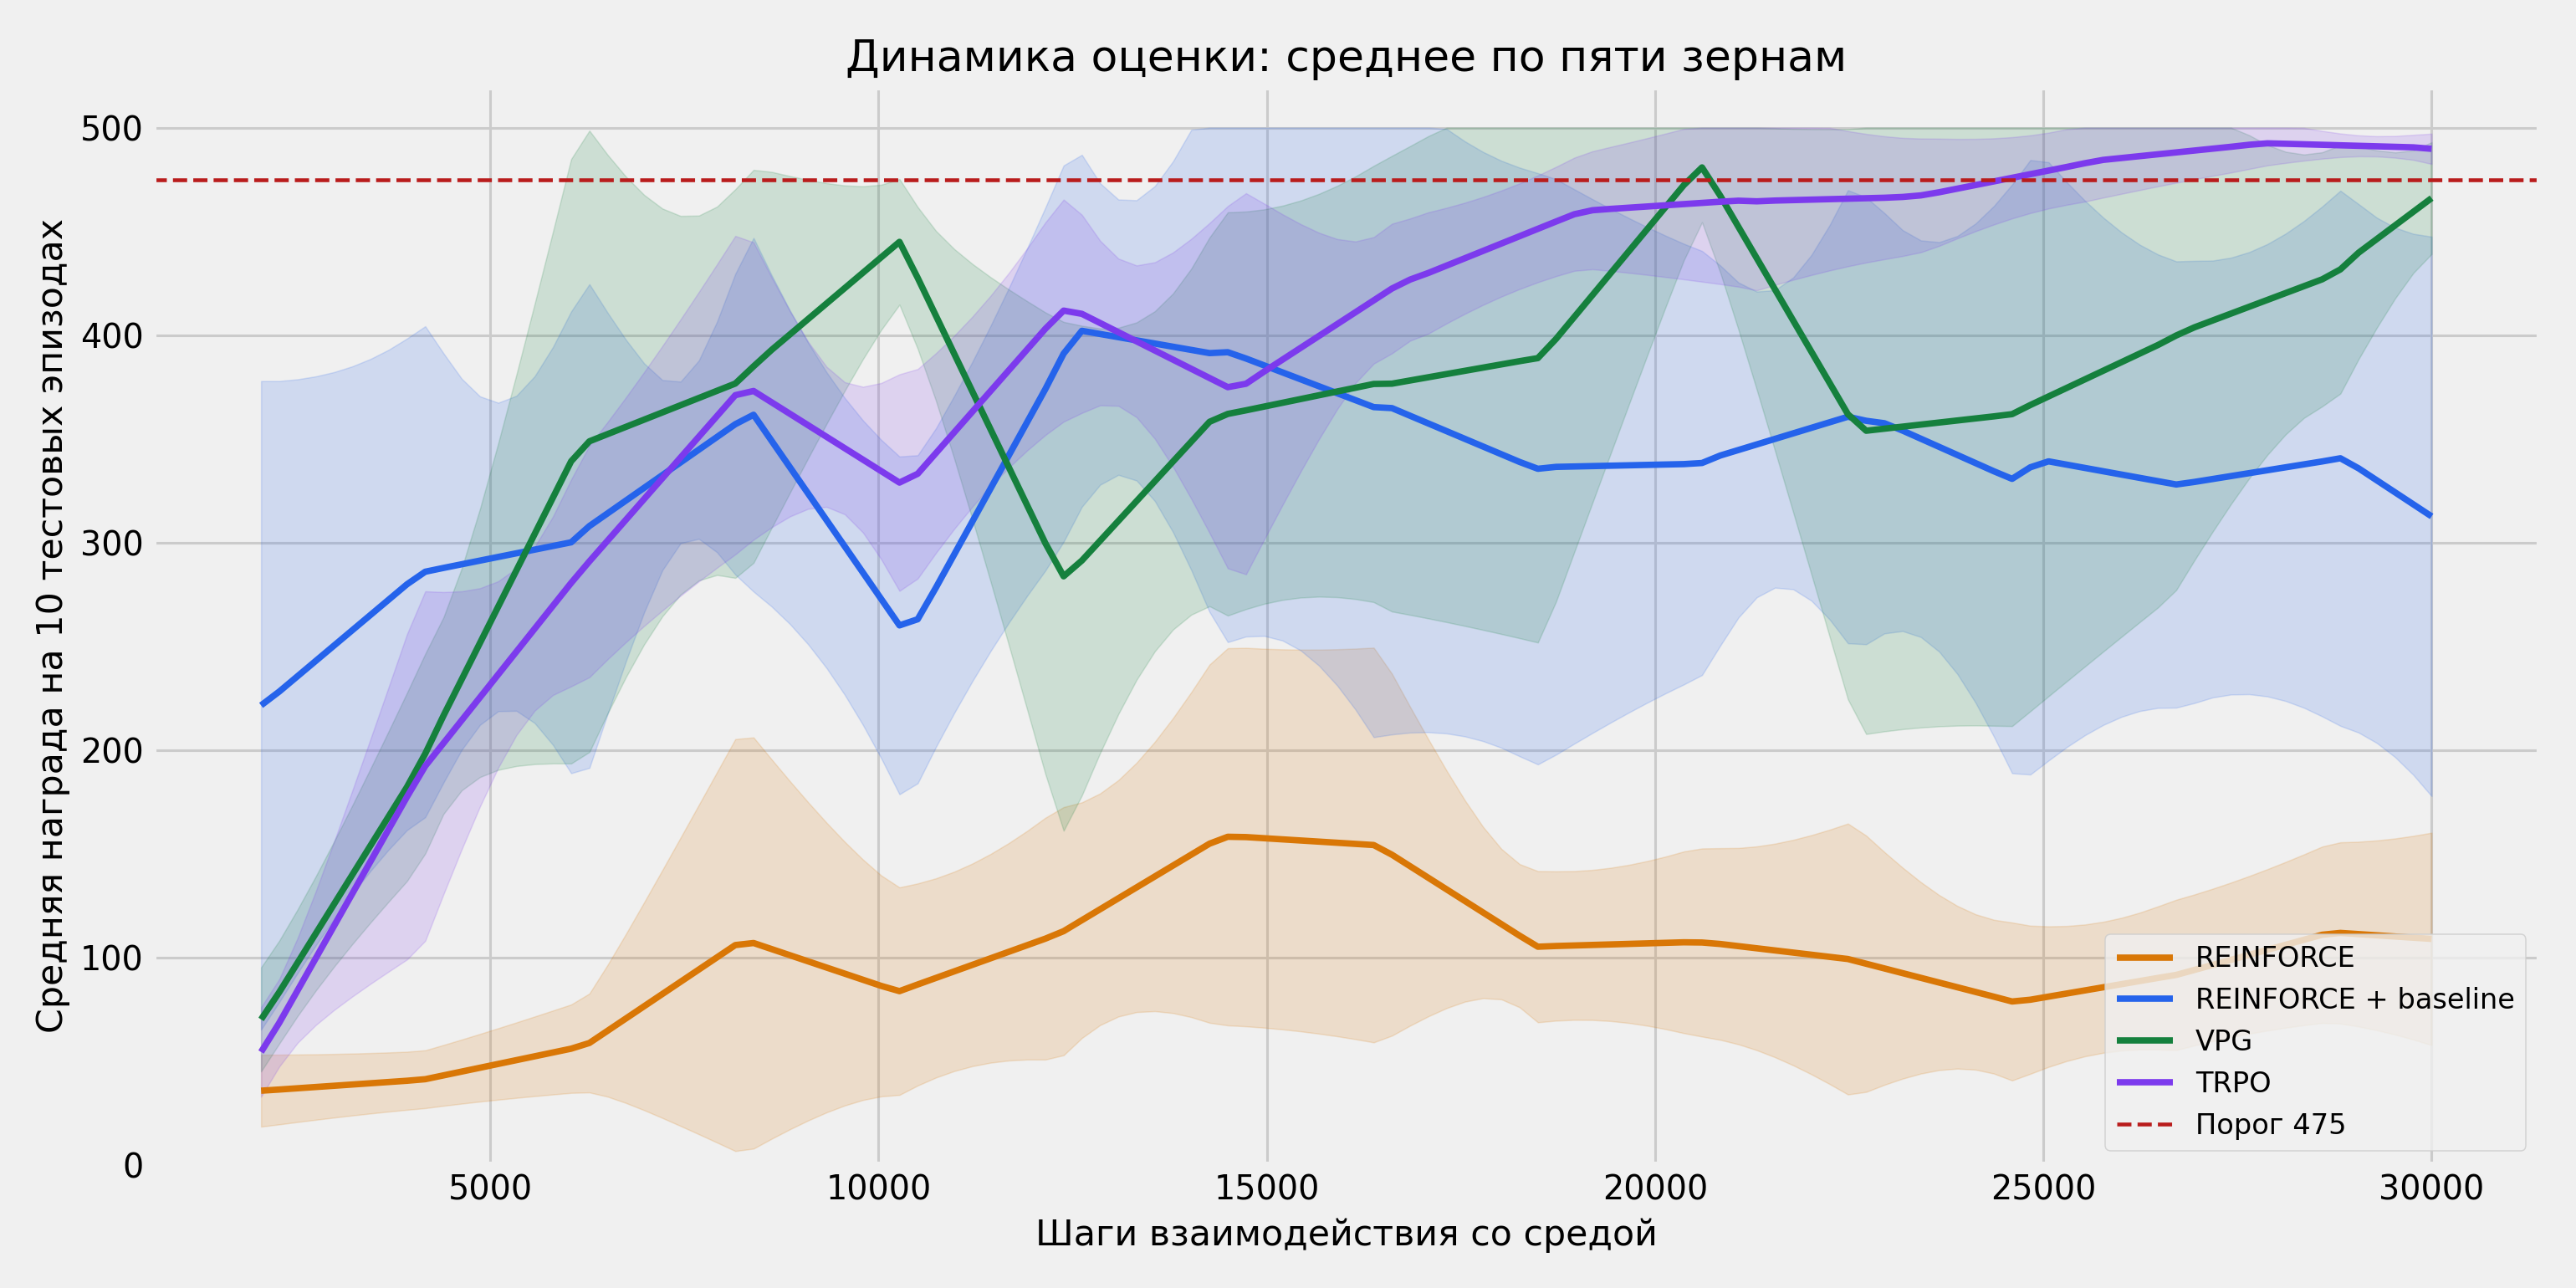 Динамика оценки: среднее по пяти зернам
Средняя награда на 10 тестовых эпизодах
500
400
300
200
100
0
5000
10000
15000
20000
25000
30000
Шаги взаимодействия со средой
REINFORCE
REINFORCE + baseline
VPG
TRPO
Порог 475